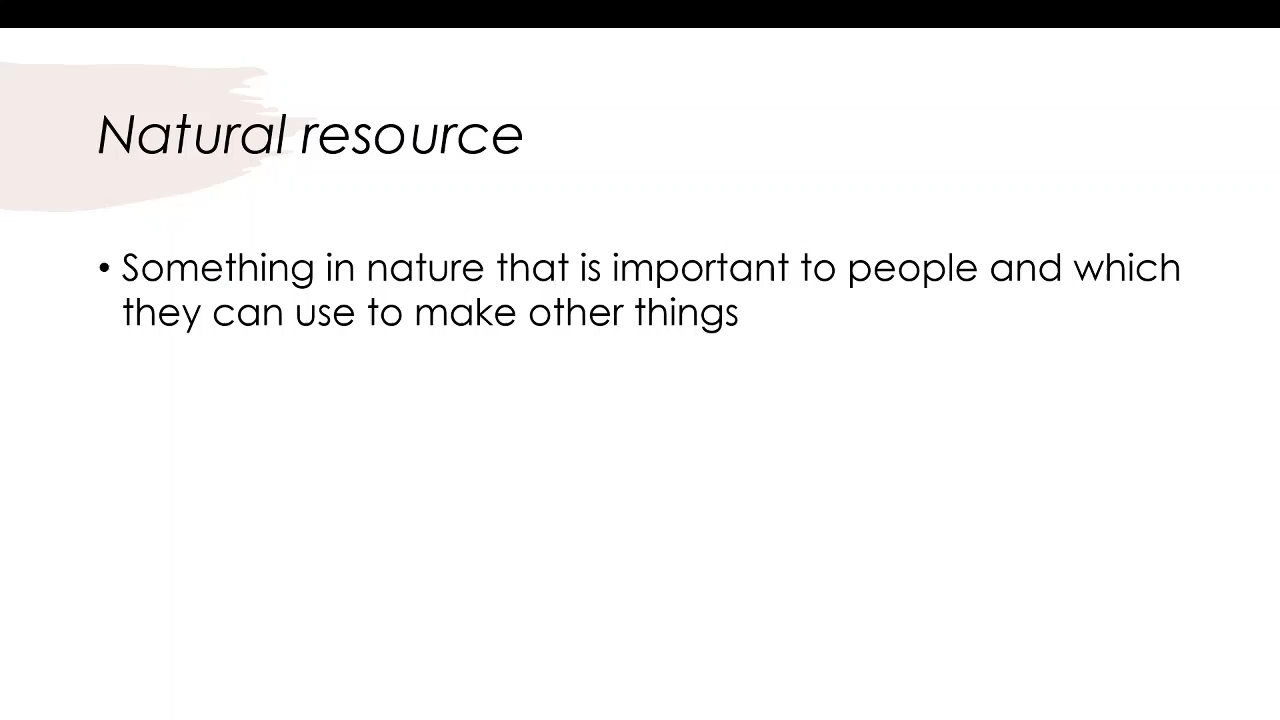 Natural resource
• Something in nature that is important to people and which
they can use to make other things